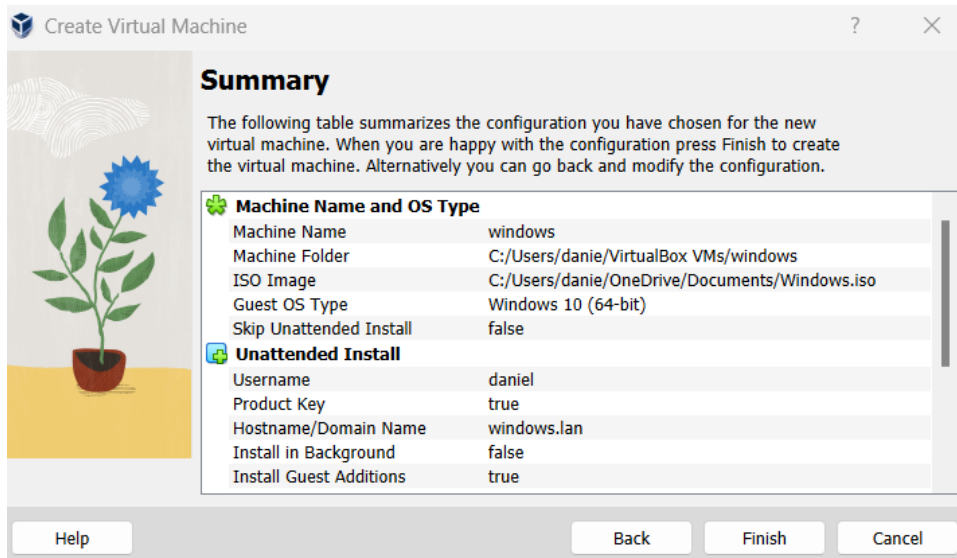 Create Virtual Machine
Summary
The following table summarizes the configuration you have chosen for the new
virtual machine. When you are happy with the configuration press Finish to create
the virtual machine. Alternatively you can go back and modify the configuration.
Machine Name and OS Type
Machine Name windows
Machine Folder C:/Users/danie/VirtualBox VMs/windows
ISO Image C:/Users/danie/OneDrive/Documents/Windows.iso
Guest OS Type Windows 10 (64-bit)
Skip Unattended Install false
Unattended Install
Username daniel
Product Key true
Hostname/Domain Name windows.lan
Install in Background false
Install Guest Additions true
Help Back Finish Cancel